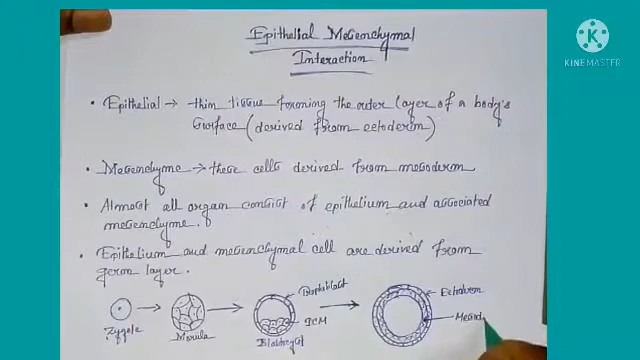 Epithelial Mesenchymal
Interaction
• Epithelial → thin tissue forming the outer layer of a body's
surface (derived from ectoderm)
• Mesenchyme → these cells derived from mesoderm
• Almost all organ consist of epithelium and associated
mesenchyme.
• Epithelium and mesenchymal cell are derived from
germ layer.
Zygote
Morula
ICM
Blastocyst
Ectoderm
Mesod
K
KINEMASTER